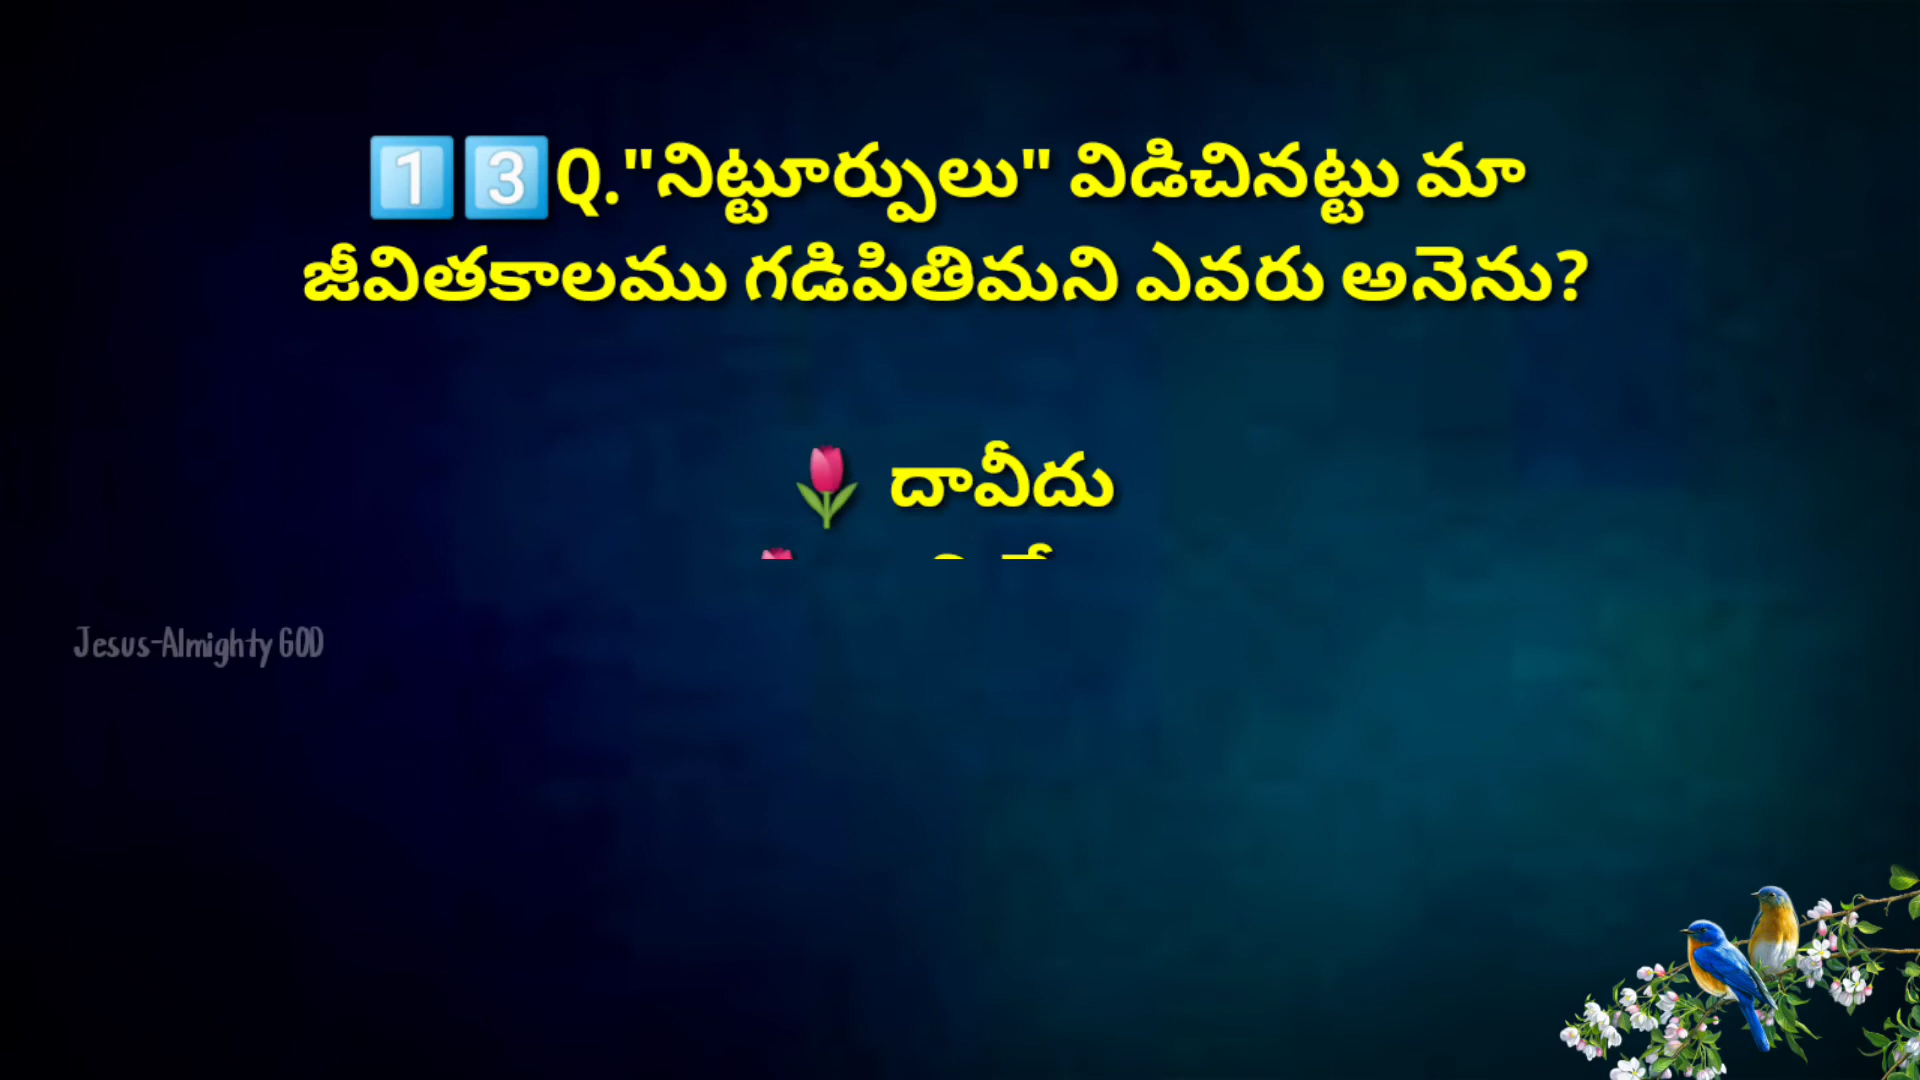 1️⃣3️⃣Q."నిట్టూర్పులు" విడిచినట్టు మా
జీవితకాలము గడిపితిమని ఎవరు అనెను?
🌷 దావీదు
Jesus-Almighty GOD